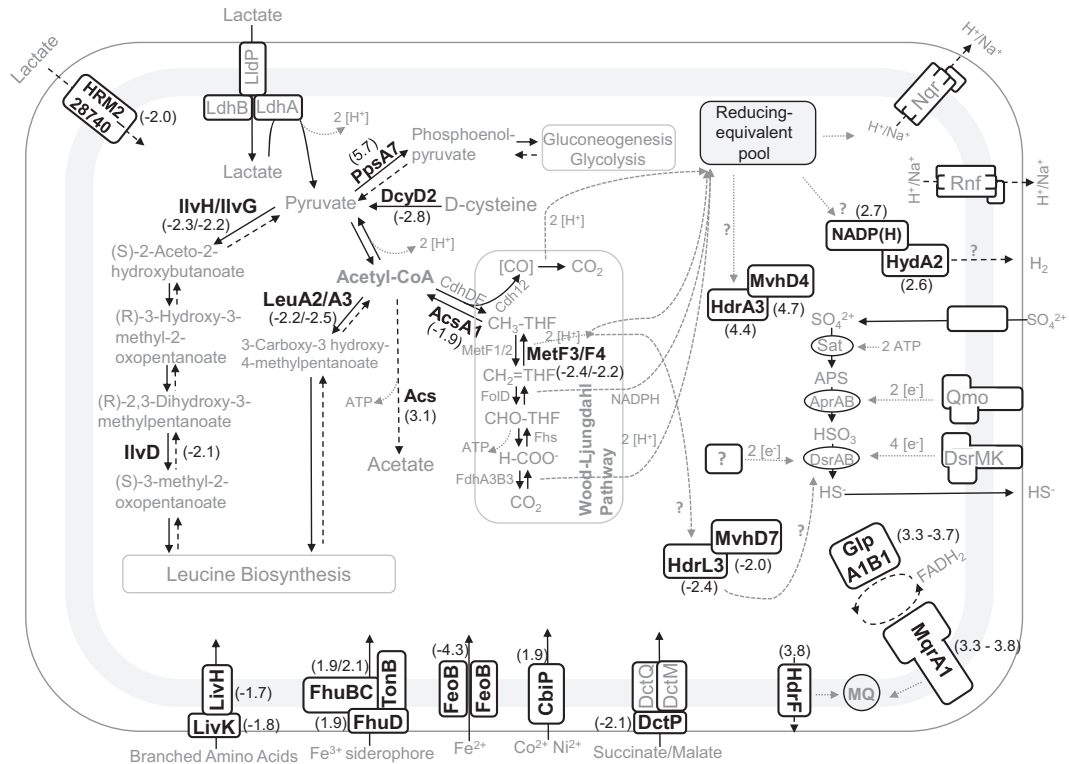 Lactate
Lactate
LldP
LdhB
LdhA
2 [H⁺]
Lactate
HRM2
28740
(-2.0)
H⁺/Na⁺
Nqr
H⁺/Na⁺
Reducing-
equivalent
pool
Phosphoenol-
pyruvate
Gluconeogenesis
Glycolysis
(5.7)
PpsA7
Pyruvate
DcyD2
(-2.8)
D-cysteine
2 [H⁺]
H⁺/Na⁺
Rnf
H⁺/Na⁺
IlvH/IlvG
(-2.3/-2.2)
(S)-2-Aceto-2-
hydroxybutanoate
(R)-3-Hydroxy-3-
methyl-2-
oxopentanoate
(R)-2,3-Dihydroxy-3-
methylpentanoate
IlvD
(-2.1)
(S)-3-methyl-2-
oxopentanoate
Leucine Biosynthesis
Acetyl-CoA
LeuA2/A3
(-2.2/-2.5)
3-Carboxy-3 hydroxy-
4-methylpentanoate
ATP
Acs
(3.1)
Acetate
2 [H⁺]
[CO]
CO₂
CdhDE
Cdh12
AcsA1
(-1.9)
CH₃-THF
2 [H⁺]
MetF1/2
MetF3/F4
(-2.4/-2.2)
CH₂=THF
FolD
NADPH
CHO-THF
ATP
Fhs
H-COO⁻
2 [H⁺]
FdhA3B3
CO₂
Wood-Ljungdahl
Pathway
?
?
(2.7)
NADP(H)
HydA2
(2.6)
?
H₂
MvhD4
HdrA3
(4.7)
(4.4)
SO₄²⁺
SO₄²⁺
Sat
2 ATP
APS
AprAB
2 [e⁻]
Qmo
HSO₃
?
2 [e⁻]
DsrAB
4 [e⁻]
DsrMK
HS⁻
HS⁻
?
?
MvhD7
HdrL3
(-2.0)
(-2.4)
Glp
A1B1
(3.3 -3.7)
FADH₂
MqrA1
(3.3 - 3.8)
LivH
(-1.7)
LivK
(-1.8)
Branched Amino Acids
(1.9/2.1)
FhuBC
TonB
(1.9)
FhuD
Fe³⁺ siderophore
(-4.3)
FeoB
FeoB
Fe²⁺
(1.9)
CbiP
Co²⁺ Ni²⁺
DctQ
DctM
(-2.1)
DctP
Succinate/Malate
(3.8)
HdrF
MQ